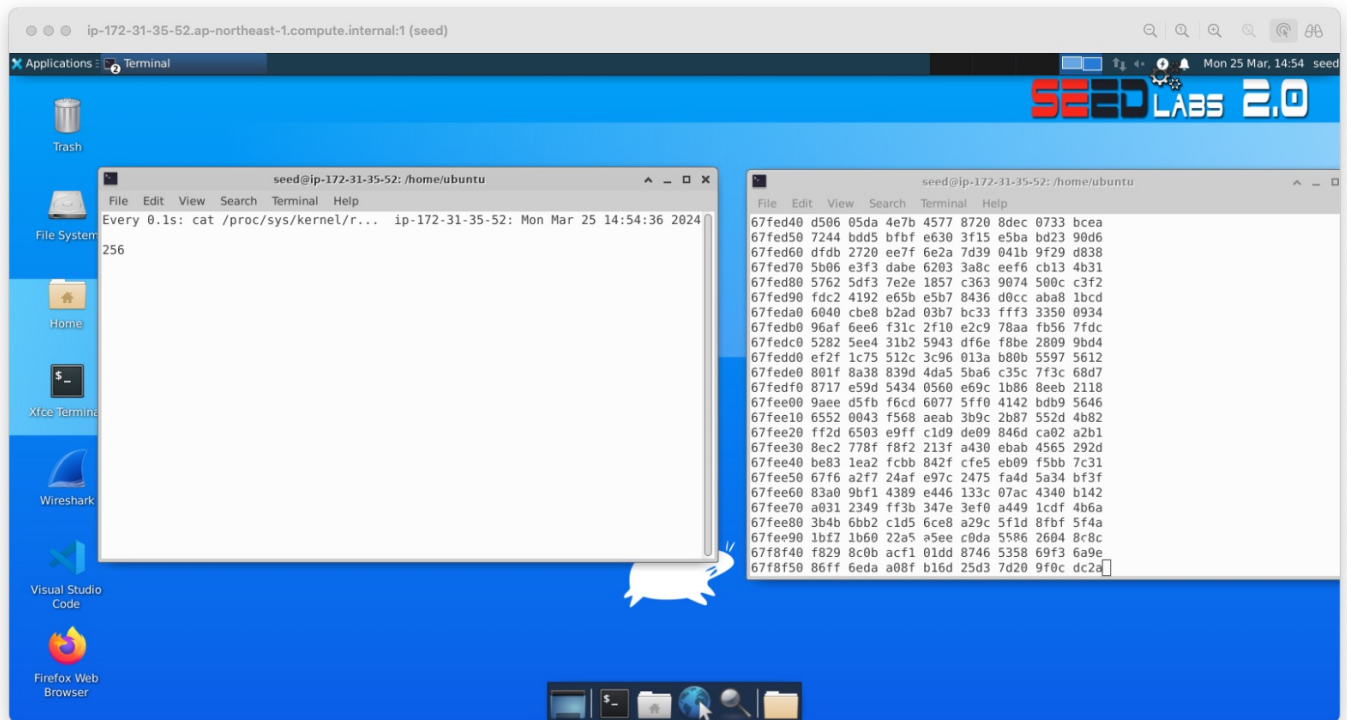 ip-172-31-35-52.ap-northeast-1.compute.internal:1 (seed)
Applications
Terminal
2
Mon 25 Mar, 14:54 seed
SEED LABS 2.0
Trash
File System
Home
Xfce Termina
Wireshark
Visual Studio
Code
Firefox Web
Browser
seed@ip-172-31-35-52: /home/ubuntu
File Edit View Search Terminal Help
Every 0.1s: cat /proc/sys/kernel/r... ip-172-31-35-52: Mon Mar 25 14:54:36 2024
256
seed@ip-172-31-35-52: /home/ubuntu
File Edit View Search Terminal Help
67fed40 d506 05da 4e7b 4577 8720 8dec 0733 bcea
67fed50 7244 bdd5 bfbf e630 3f15 e5ba bd23 90d6
67fed60 dfdb 2720 ee7f 6e2a 7d39 041b 9f29 d838
67fed70 5b06 e3f3 dabe 6203 3a8c eef6 cb13 4b31
67fed80 5762 5df3 7e2e 1857 c363 9074 500c c3f2
67fed90 fdc2 4192 e65b e5b7 8436 d0cc aba8 1bcd
67feda0 6040 cbe8 b2ad 03b7 bc33 fff3 3350 0934
67fedb0 96af 6ee6 f31c 2f10 e2c9 78aa fb56 7fdc
67fedc0 5282 5ee4 31b2 5943 df6e f8be 2809 9bd4
67fedd0 ef2f 1c75 512c 3c96 013a b80b 5597 5612
67fede0 801f 8a38 839d 4da5 5ba6 c35c 7f3c 68d7
67fedf0 8717 e59d 5434 0560 e69c 1b86 8eeb 2118
67fee00 9aee d5fb f6cd 6077 5ff0 4142 bdb9 5646
67fee10 6552 0043 f568 aeab 3b9c 2b87 552d 4b82
67fee20 ff2d 6503 e9ff c1d9 de09 846d ca02 a2b1
67fee30 8ec2 778f f8f2 213f a430 ebab 4565 292d
67fee40 be83 1ea2 fcbb 842f cfe5 eb09 f5bb 7c31
67fee50 67f6 a2f7 24af e97c 2475 fa4d 5a34 bf3f
67fee60 83a0 9bf1 4389 e446 133c 07ac 4340 b142
67fee70 a031 2349 ff3b 347e 3ef0 a449 1cdf 4b6a
67fee80 3b4b 6bb2 c1d5 6ce8 a29c 5f1d 8fbf 5f4a
67fee90 1bf7 1b60 22a5 a5ee c0da 5586 2604 8c8c
67f8f40 f829 8c0b acf1 01dd 8746 5358 69f3 6a9e
67f8f50 86ff 6eda a08f b16d 25d3 7d20 9f0c dc2a